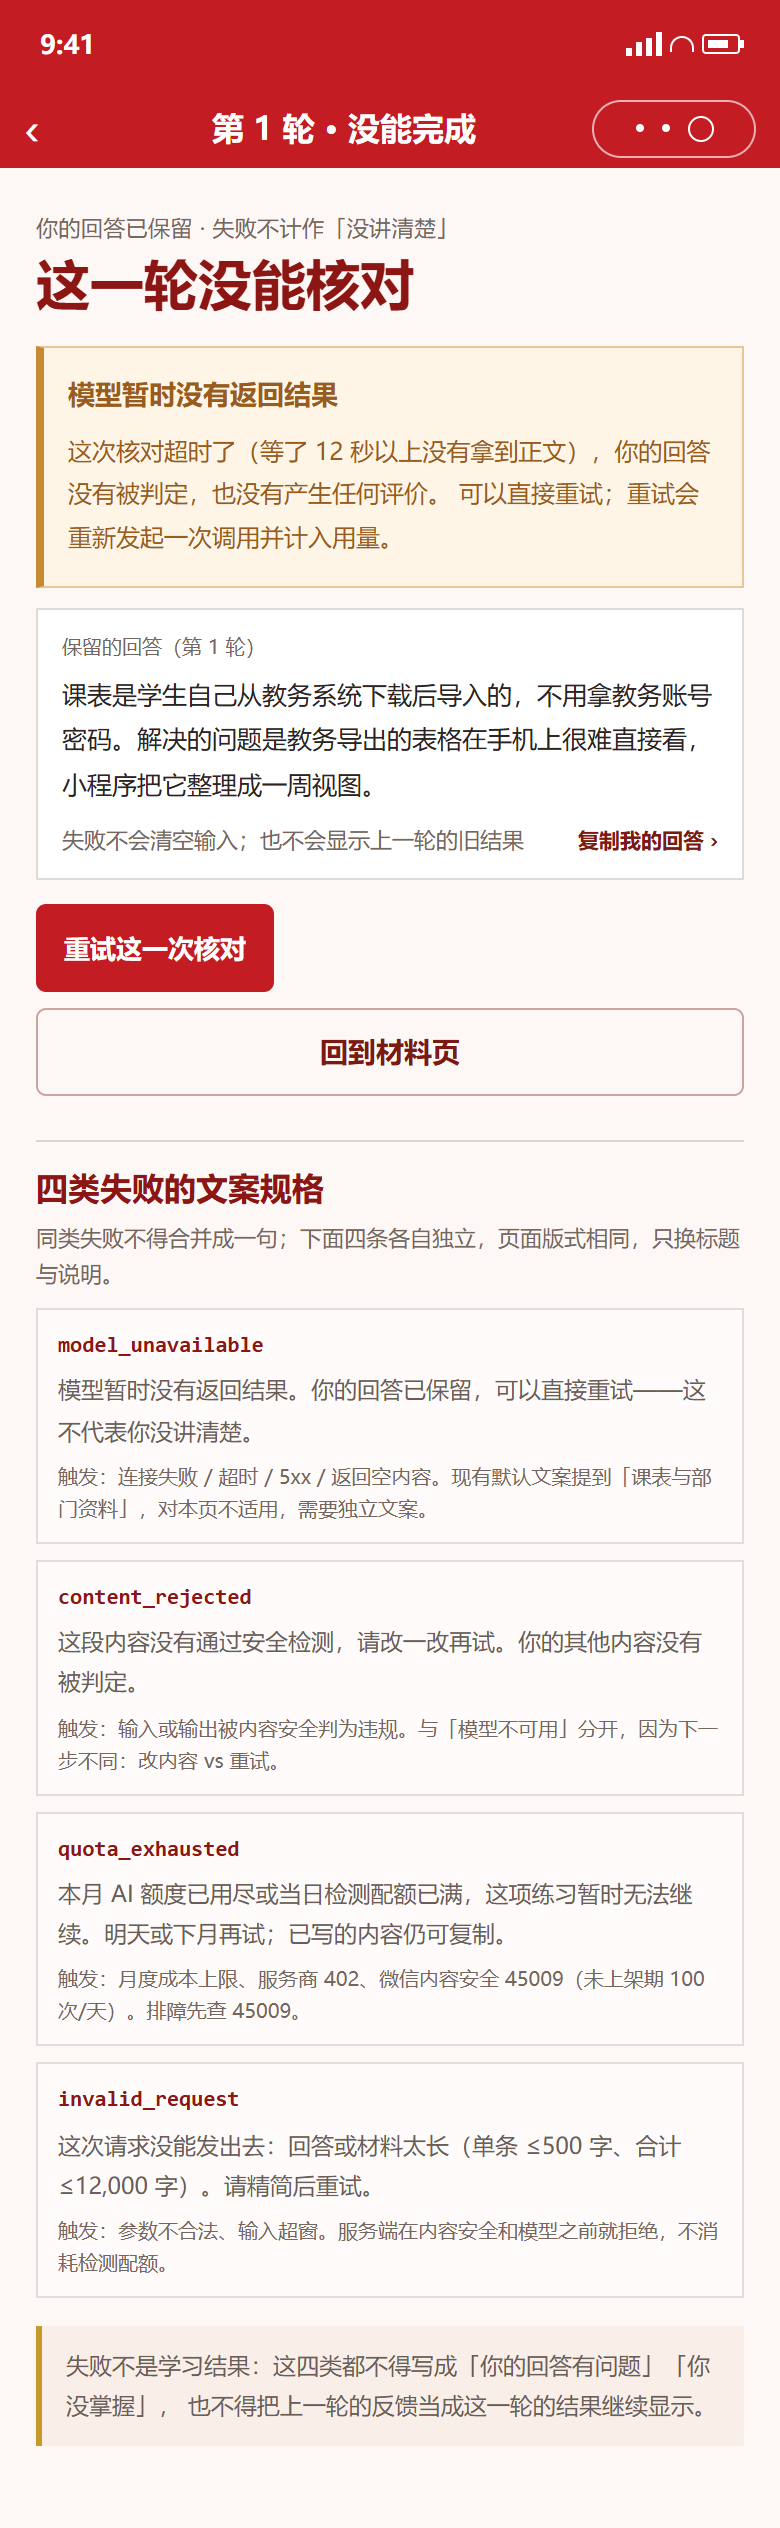 9:41
‹ 第 1 轮 · 没能完成
你的回答已保留 · 失败不计作「没讲清楚」
这一轮没能核对
模型暂时没有返回结果
这次核对超时了（等了 12 秒以上没有拿到正文），你的回答
没有被判定，也没有产生任何评价。 可以直接重试；重试会
重新发起一次调用并计入用量。
保留的回答（第 1 轮）
课表是学生自己从教务系统下载后导入的，不用拿教务账号
密码。解决的问题是教务导出的表格在手机上很难直接看，
小程序把它整理成一周视图。
失败不会清空输入；也不会显示上一轮的旧结果 复制我的回答 ›
重试这一次核对
回到材料页
四类失败的文案规格
同类失败不得合并成一句；下面四条各自独立，页面版式相同，只换标题
与说明。
model_unavailable
模型暂时没有返回结果。你的回答已保留，可以直接重试——这
不代表你没讲清楚。
触发：连接失败 / 超时 / 5xx / 返回空内容。现有默认文案提到「课表与部
门资料」，对本页不适用，需要独立文案。
content_rejected
这段内容没有通过安全检测，请改一改再试。你的其他内容没有
被判定。
触发：输入或输出被内容安全判为违规。与「模型不可用」分开，因为下一
步不同：改内容 vs 重试。
quota_exhausted
本月 AI 额度已用尽或当日检测配额已满，这项练习暂时无法继
续。明天或下月再试；已写的内容仍可复制。
触发：月度成本上限、服务商 402、微信内容安全 45009（未上架期 100
次/天）。排障先查 45009。
invalid_request
这次请求没能发出去：回答或材料太长（单条 ≤500 字、合计
≤12,000 字）。请精简后重试。
触发：参数不合法、输入超窗。服务端在内容安全和模型之前就拒绝，不消
耗检测配额。
失败不是学习结果：这四类都不得写成「你的回答有问题」「你
没掌握」， 也不得把上一轮的反馈当成这一轮的结果继续显示。